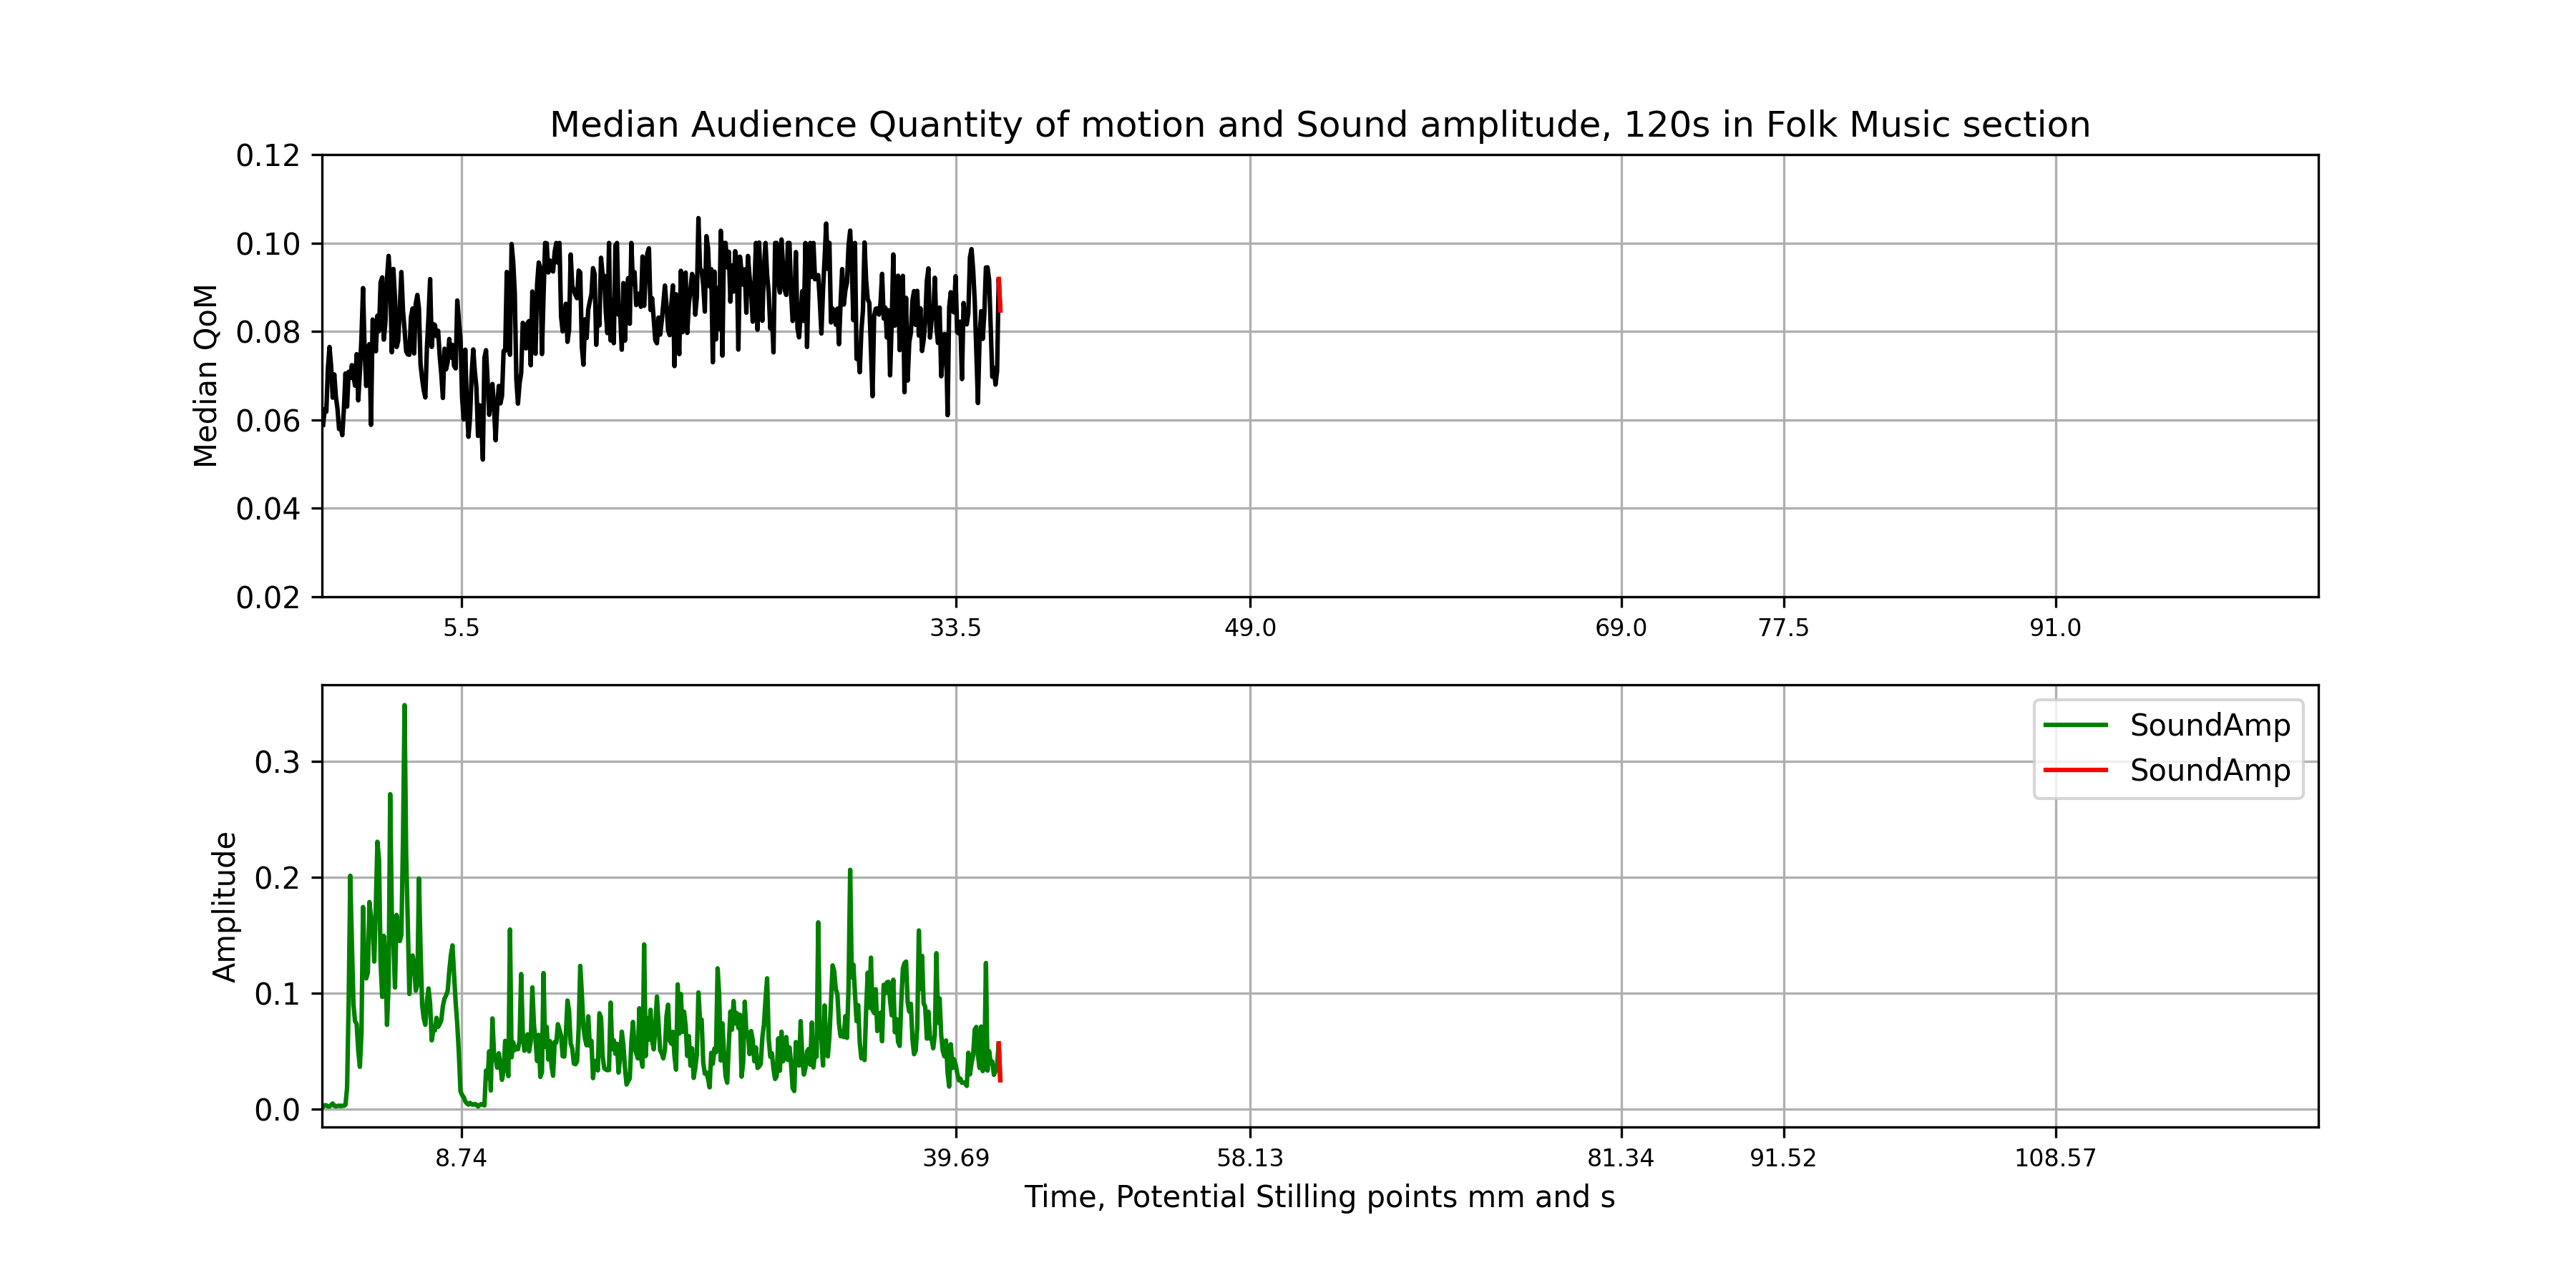 Median Audience Quantity of motion and Sound amplitude, 120s in Folk Music section
0.12
0.10
0.08
0.06
0.04
0.02
Median QoM
5.5 33.5 49.0 69.0 77.5 91.0
SoundAmp
SoundAmp
0.3
0.2
0.1
0.0
Amplitude
8.74 39.69 58.13 81.34 91.52 108.57
Time, Potential Stilling points mm and s